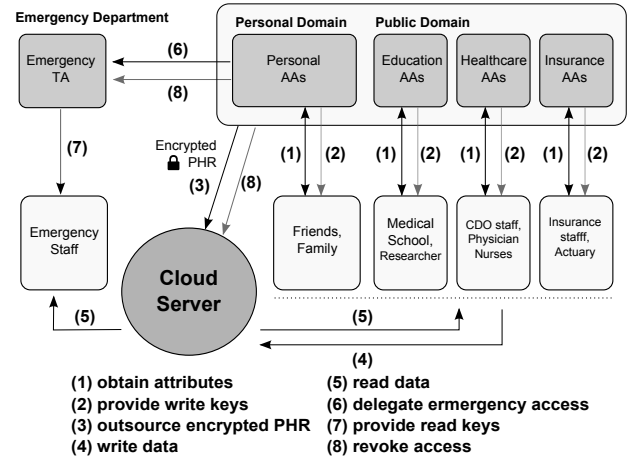 Emergency Department
Personal Domain
Public Domain
Emergency
TA
(6)
(8)
Personal
AAs
Education
AAs
Healthcare
AAs
Insurance
AAs
(7)
Encrypted
PHR
(3)
(8)
(1)
(2)
(1)
(2)
(1)
(2)
(1)
(2)
Emergency
Staff
Cloud
Server
Friends,
Family
Medical
School,
Researcher
CDO staff,
Physician
Nurses
Insurance
stafff,
Actuary
(5)
(5)
(4)
(1) obtain attributes
(2) provide write keys
(3) outsource encrypted PHR
(4) write data
(5) read data
(6) delegate ermergency access
(7) provide read keys
(8) revoke access